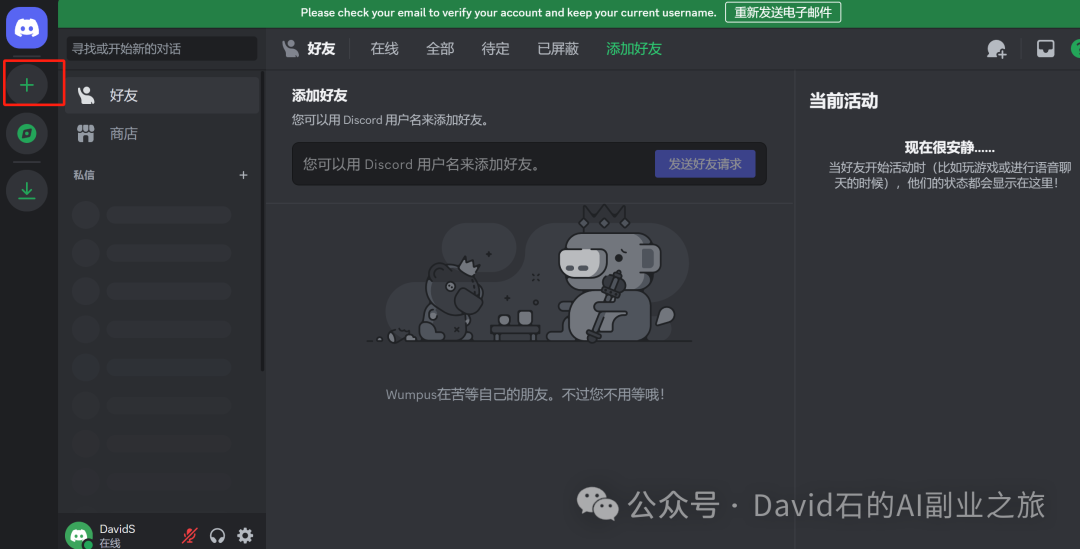 Please check your email to verify your account and keep your current username. 重新发送电子邮件
寻找或开始新的对话
好友 在线 全部 待定 已屏蔽 添加好友
好友
商店
私信
添加好友
您可以用 Discord 用户名来添加好友。
您可以用 Discord 用户名来添加好友。 发送好友请求
Wumpus在苦等自己的朋友。不过您不用等哦!
当前活动
现在很安静......
当好友开始活动时（比如玩游戏或进行语音聊
天的时候），他们的状态都会显示在这里！
DavidS
在线
公众号 · David石的AI副业之旅